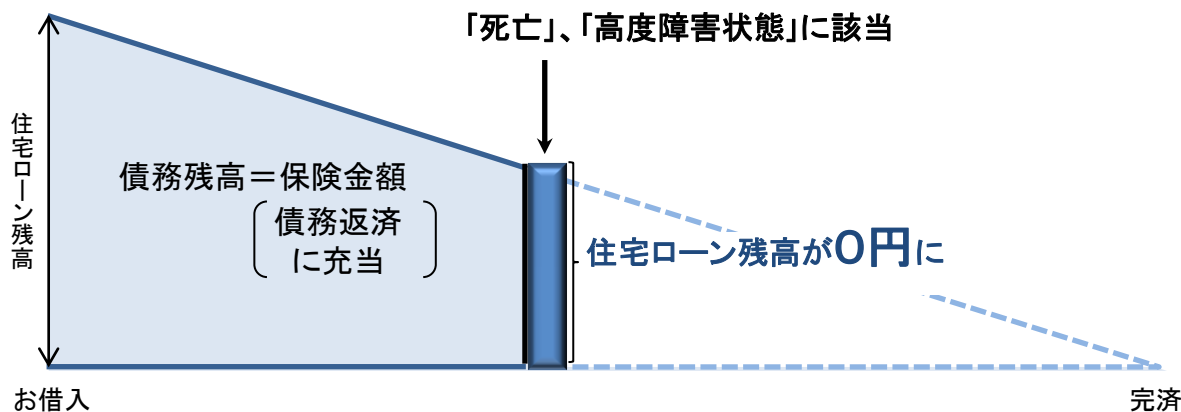 「死亡」、「高度障害状態」に該当
住宅ローン残高
債務残高＝保険金額
債務返済
に充当
住宅ローン残高が0円に
お借入
完済